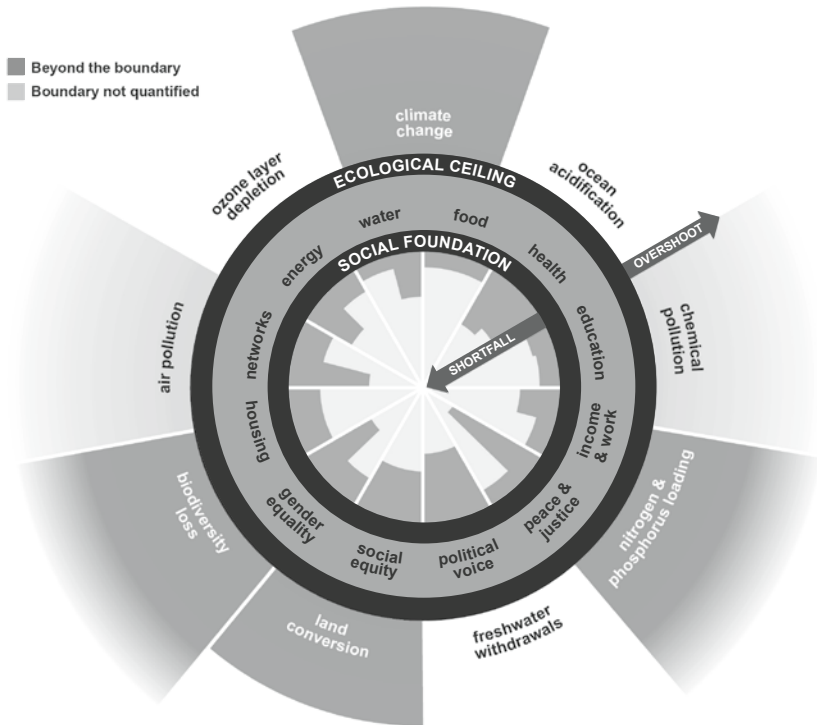 Beyond the boundary
Boundary not quantified
climate
change
ozone layer
depletion
ocean
acidification
ECOLOGICAL CEILING
water
food
energy
health
SOCIAL FOUNDATION
OVERSHOOT
air pollution
networks
education
chemical
pollution
SHORTFALL
housing
income
& work
biodiversity
loss
gender
equality
peace &
justice
nitrogen &
phosphorus loading
social
equity
political
voice
land
conversion
freshwater
withdrawals